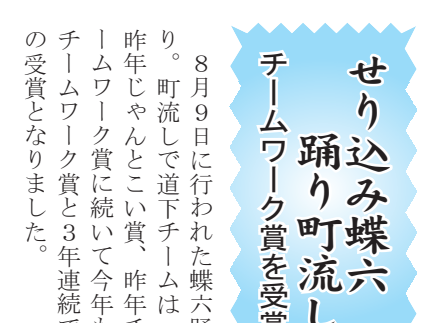 せり込み蝶六
踊り町流し
チームワーク賞を受賞
８月９日に行われた蝶六
り。町流しで道下チームは
昨年じゃんとこい賞、昨年チ
ームワーク賞に続いて今年も
チームワーク賞と３年連続で
の受賞となりました。